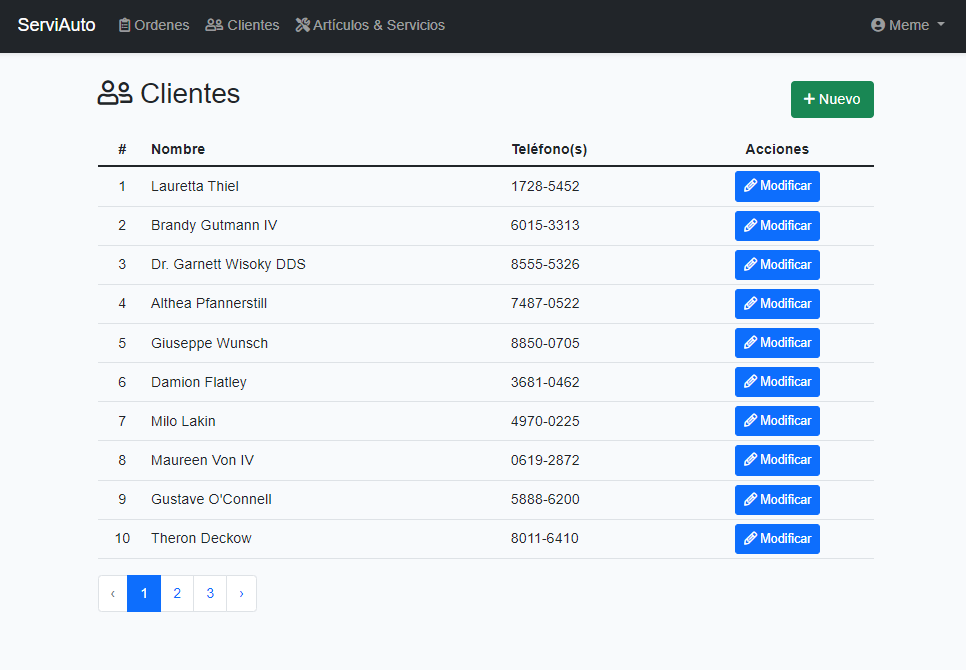 ServiAuto Ordenes Clientes Artículos & Servicios Meme
Clientes
+ Nuevo
# Nombre Teléfono(s) Acciones
1 Lauretta Thiel 1728-5452 Modificar
2 Brandy Gutmann IV 6015-3313 Modificar
3 Dr. Garnett Wisoky DDS 8555-5326 Modificar
4 Althea Pfannerstill 7487-0522 Modificar
5 Giuseppe Wunsch 8850-0705 Modificar
6 Damion Flatley 3681-0462 Modificar
7 Milo Lakin 4970-0225 Modificar
8 Maureen Von IV 0619-2872 Modificar
9 Gustave O'Connell 5888-6200 Modificar
10 Theron Deckow 8011-6410 Modificar
‹ 1 2 3 ›